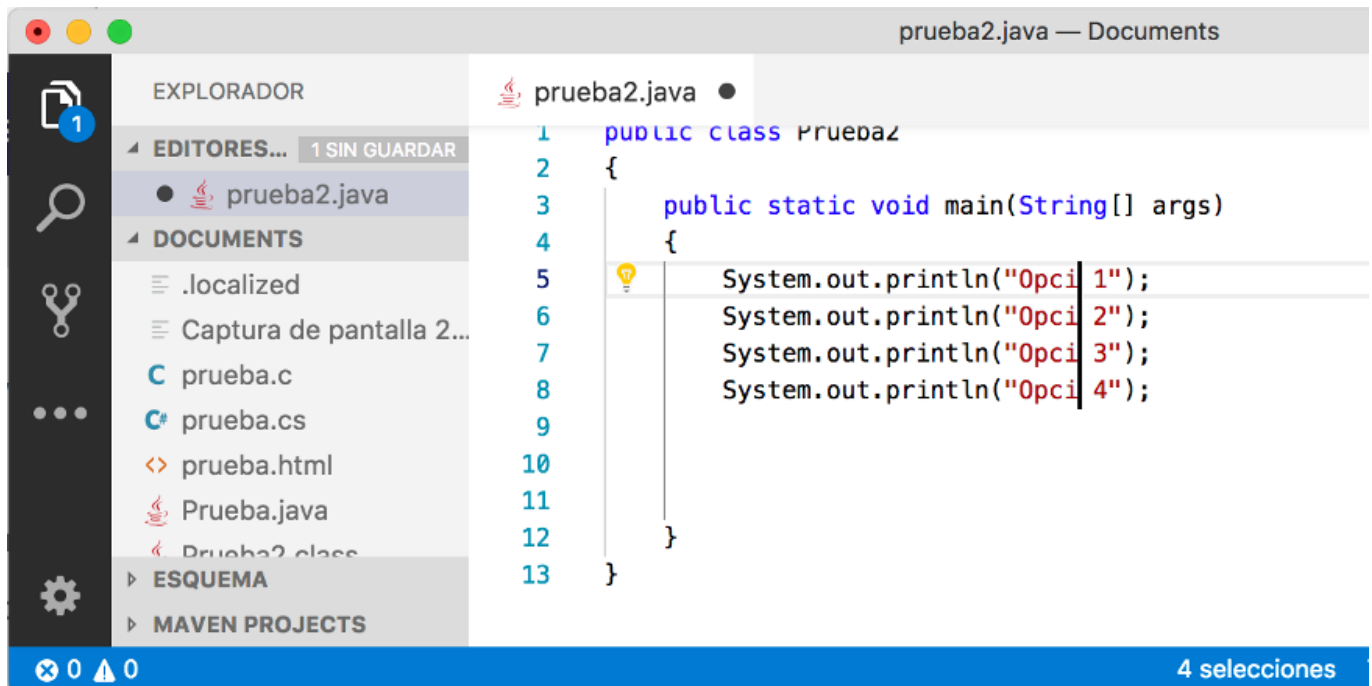 prueba2.java — Documents
EXPLORADOR
EDITORES... 1 SIN GUARDAR
prueba2.java
DOCUMENTS
.localized
Captura de pantalla 2...
C prueba.c
C# prueba.cs
<> prueba.html
Prueba.java
Prueba2.class
ESQUEMA
MAVEN PROJECTS
1
prueba2.java
1 public class Prueba2
2 {
3 public static void main(String[] args)
4 {
5 System.out.println("Opci 1");
6 System.out.println("Opci 2");
7 System.out.println("Opci 3");
8 System.out.println("Opci 4");
9
10
11
12 }
13 }
0 0
4 selecciones